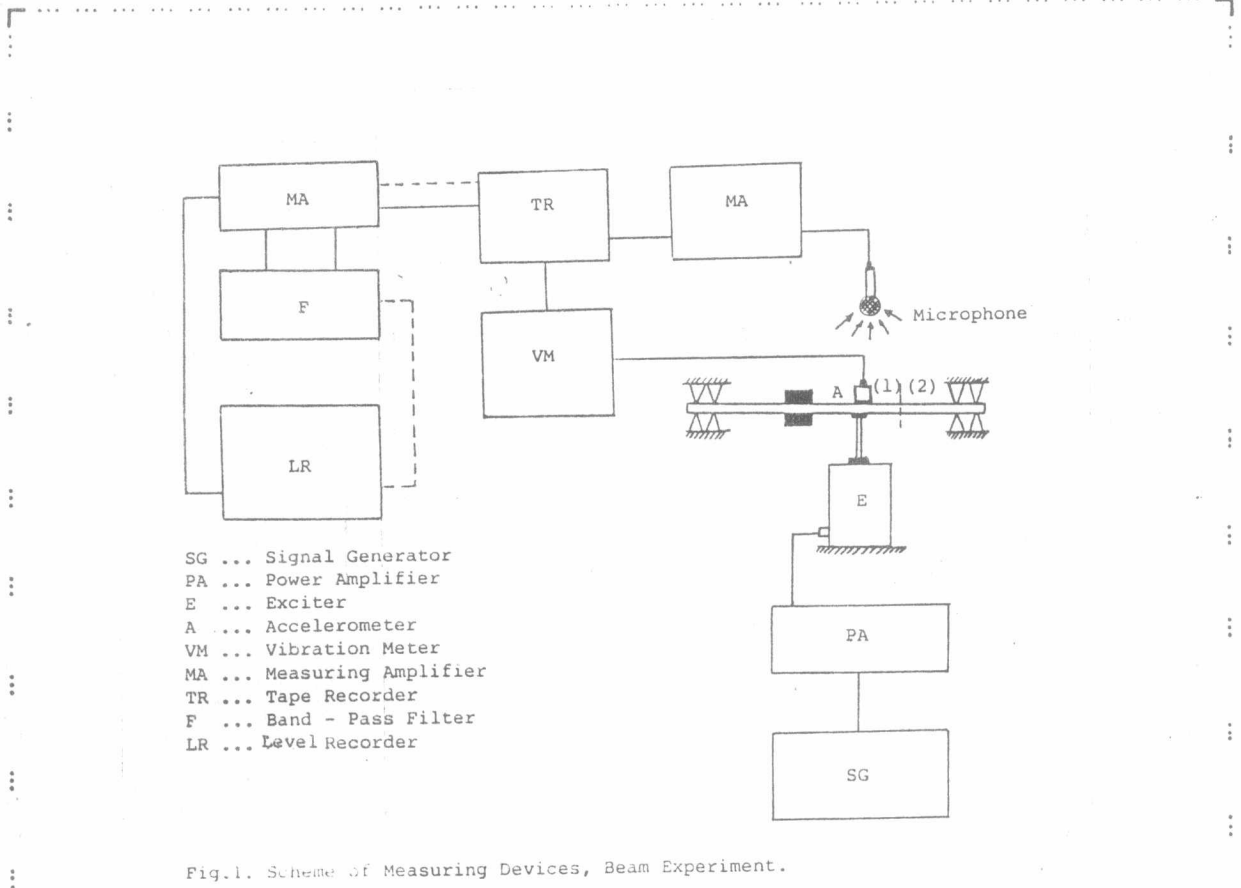 MA
TR
MA
F
Microphone
VM
A (1) (2)
LR
E
SG ... Signal Generator
PA ... Power Amplifier
E ... Exciter
A ... Accelerometer
VM ... Vibration Meter
MA ... Measuring Amplifier
TR ... Tape Recorder
F ... Band - Pass Filter
LR ... Level Recorder
PA
SG
Fig.1. Scheme of Measuring Devices, Beam Experiment.